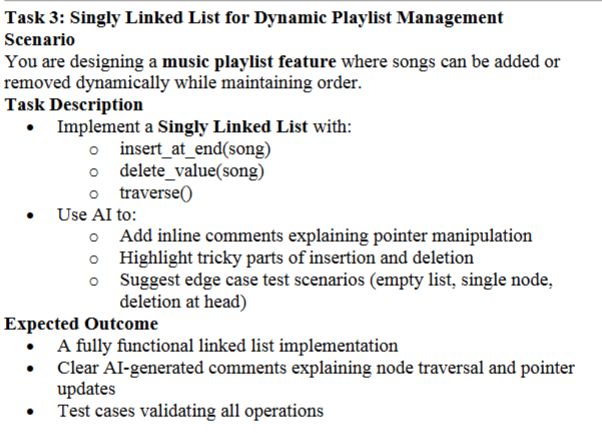 Task 3: Singly Linked List for Dynamic Playlist Management
Scenario
You are designing a music playlist feature where songs can be added or
removed dynamically while maintaining order.
Task Description
• Implement a Singly Linked List with:
o insert_at_end(song)
o delete_value(song)
o traverse()
• Use AI to:
o Add inline comments explaining pointer manipulation
o Highlight tricky parts of insertion and deletion
o Suggest edge case test scenarios (empty list, single node,
deletion at head)
Expected Outcome
• A fully functional linked list implementation
• Clear AI-generated comments explaining node traversal and pointer
updates
• Test cases validating all operations